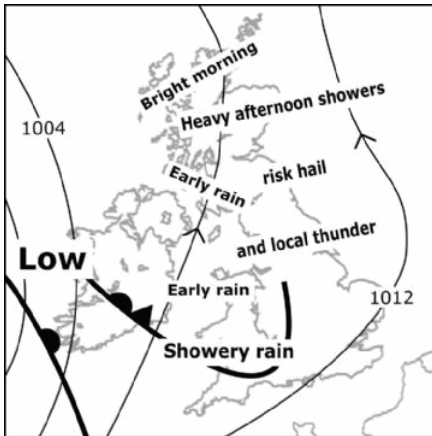 Bright morning
Heavy afternoon showers
1004
Early rain
risk hail
and local thunder
Low
Early rain
1012
Showery rain